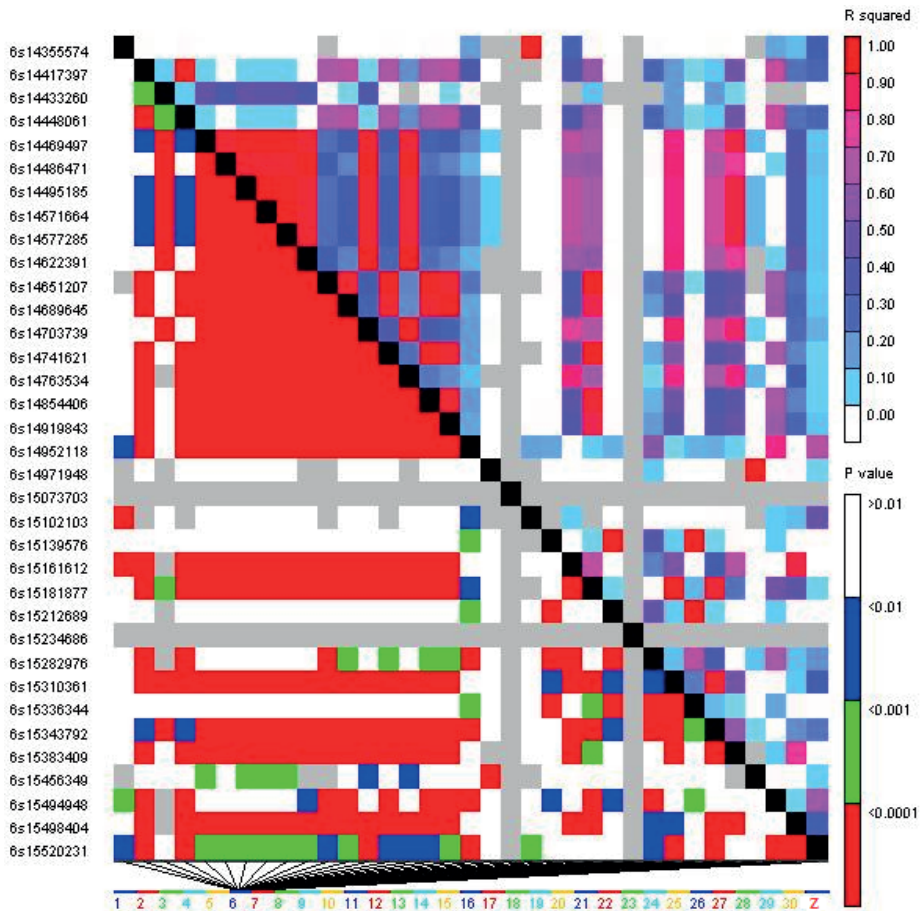 R squared
6s14355574
6s14417397
6s14433260
6s14448061
6s14469497
6s14486471
6s14495185
6s14571664
6s14577285
6s14622391
6s14651207
6s14689645
6s14703739
6s14741621
6s14763534
6s14854406
6s14919843
6s14952118
6s14971948
6s15073703
6s15102103
6s15139576
6s15161612
6s15181877
6s15212689
6s15234686
6s15282976
6s15310361
6s15336344
6s15343792
6s15383409
6s15456349
6s15494948
6s15498404
6s15520231
1.00
0.90
0.80
0.70
0.60
0.50
0.40
0.30
0.20
0.10
0.00
P value
>0.01
<0.01
<0.001
<0.0001
1 2 3 4 5 6 7 8 9 10 11 12 13 14 15 16 17 18 19 20 21 22 23 24 25 26 27 28 29 30 Z